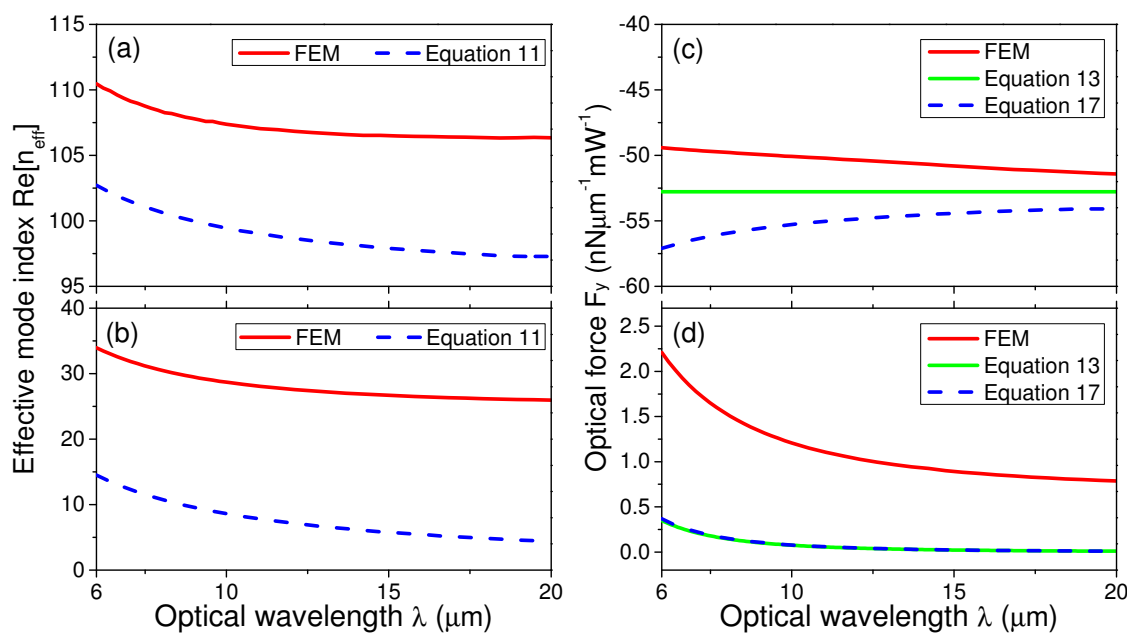 Effective mode index Re[n_eff]
(a)
FEM
Equation 11
115
110
105
100
95
(b)
FEM
Equation 11
40
30
20
10
0
6
10
15
20
Optical wavelength λ (μm)
Optical force F_y (nNμm⁻¹mW⁻¹)
(c)
FEM
Equation 13
Equation 17
-40
-45
-50
-55
-60
(d)
FEM
Equation 13
Equation 17
2.5
2.0
1.5
1.0
0.5
0.0
6
10
15
20
Optical wavelength λ (μm)